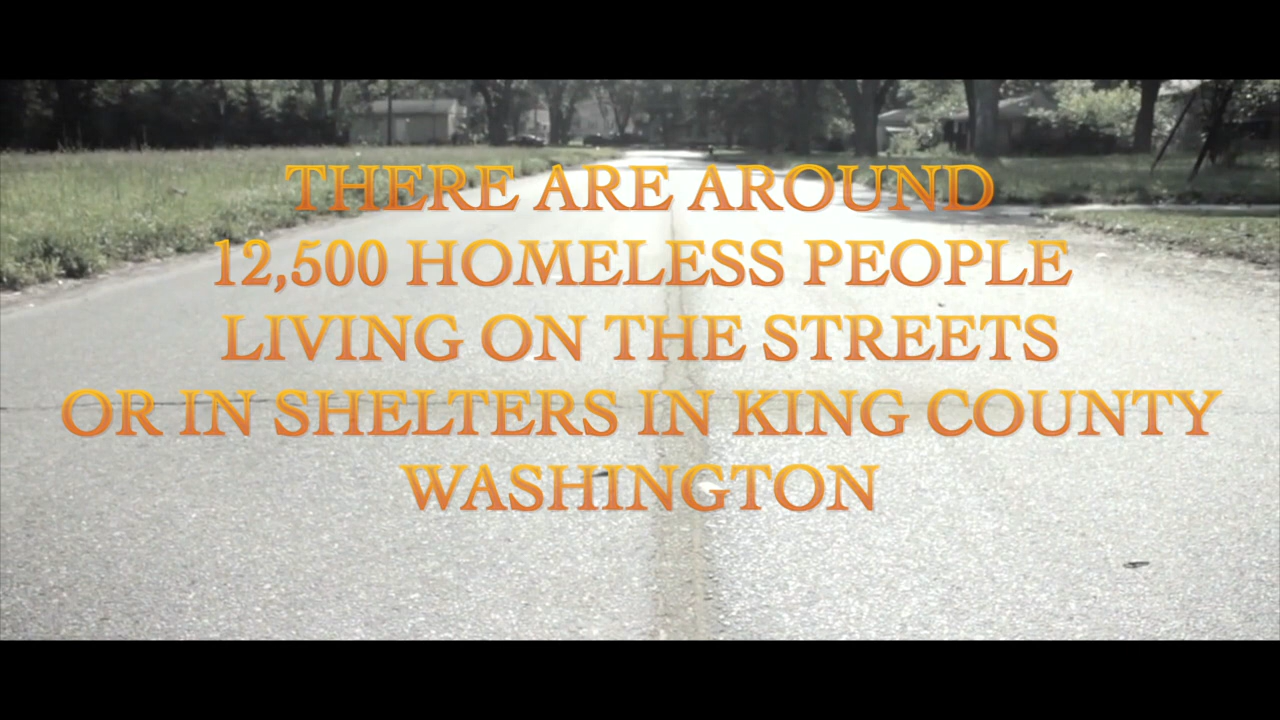 THERE ARE AROUND
12,500 HOMELESS PEOPLE
LIVING ON THE STREETS
OR IN SHELTERS IN KING COUNTY
WASHINGTON